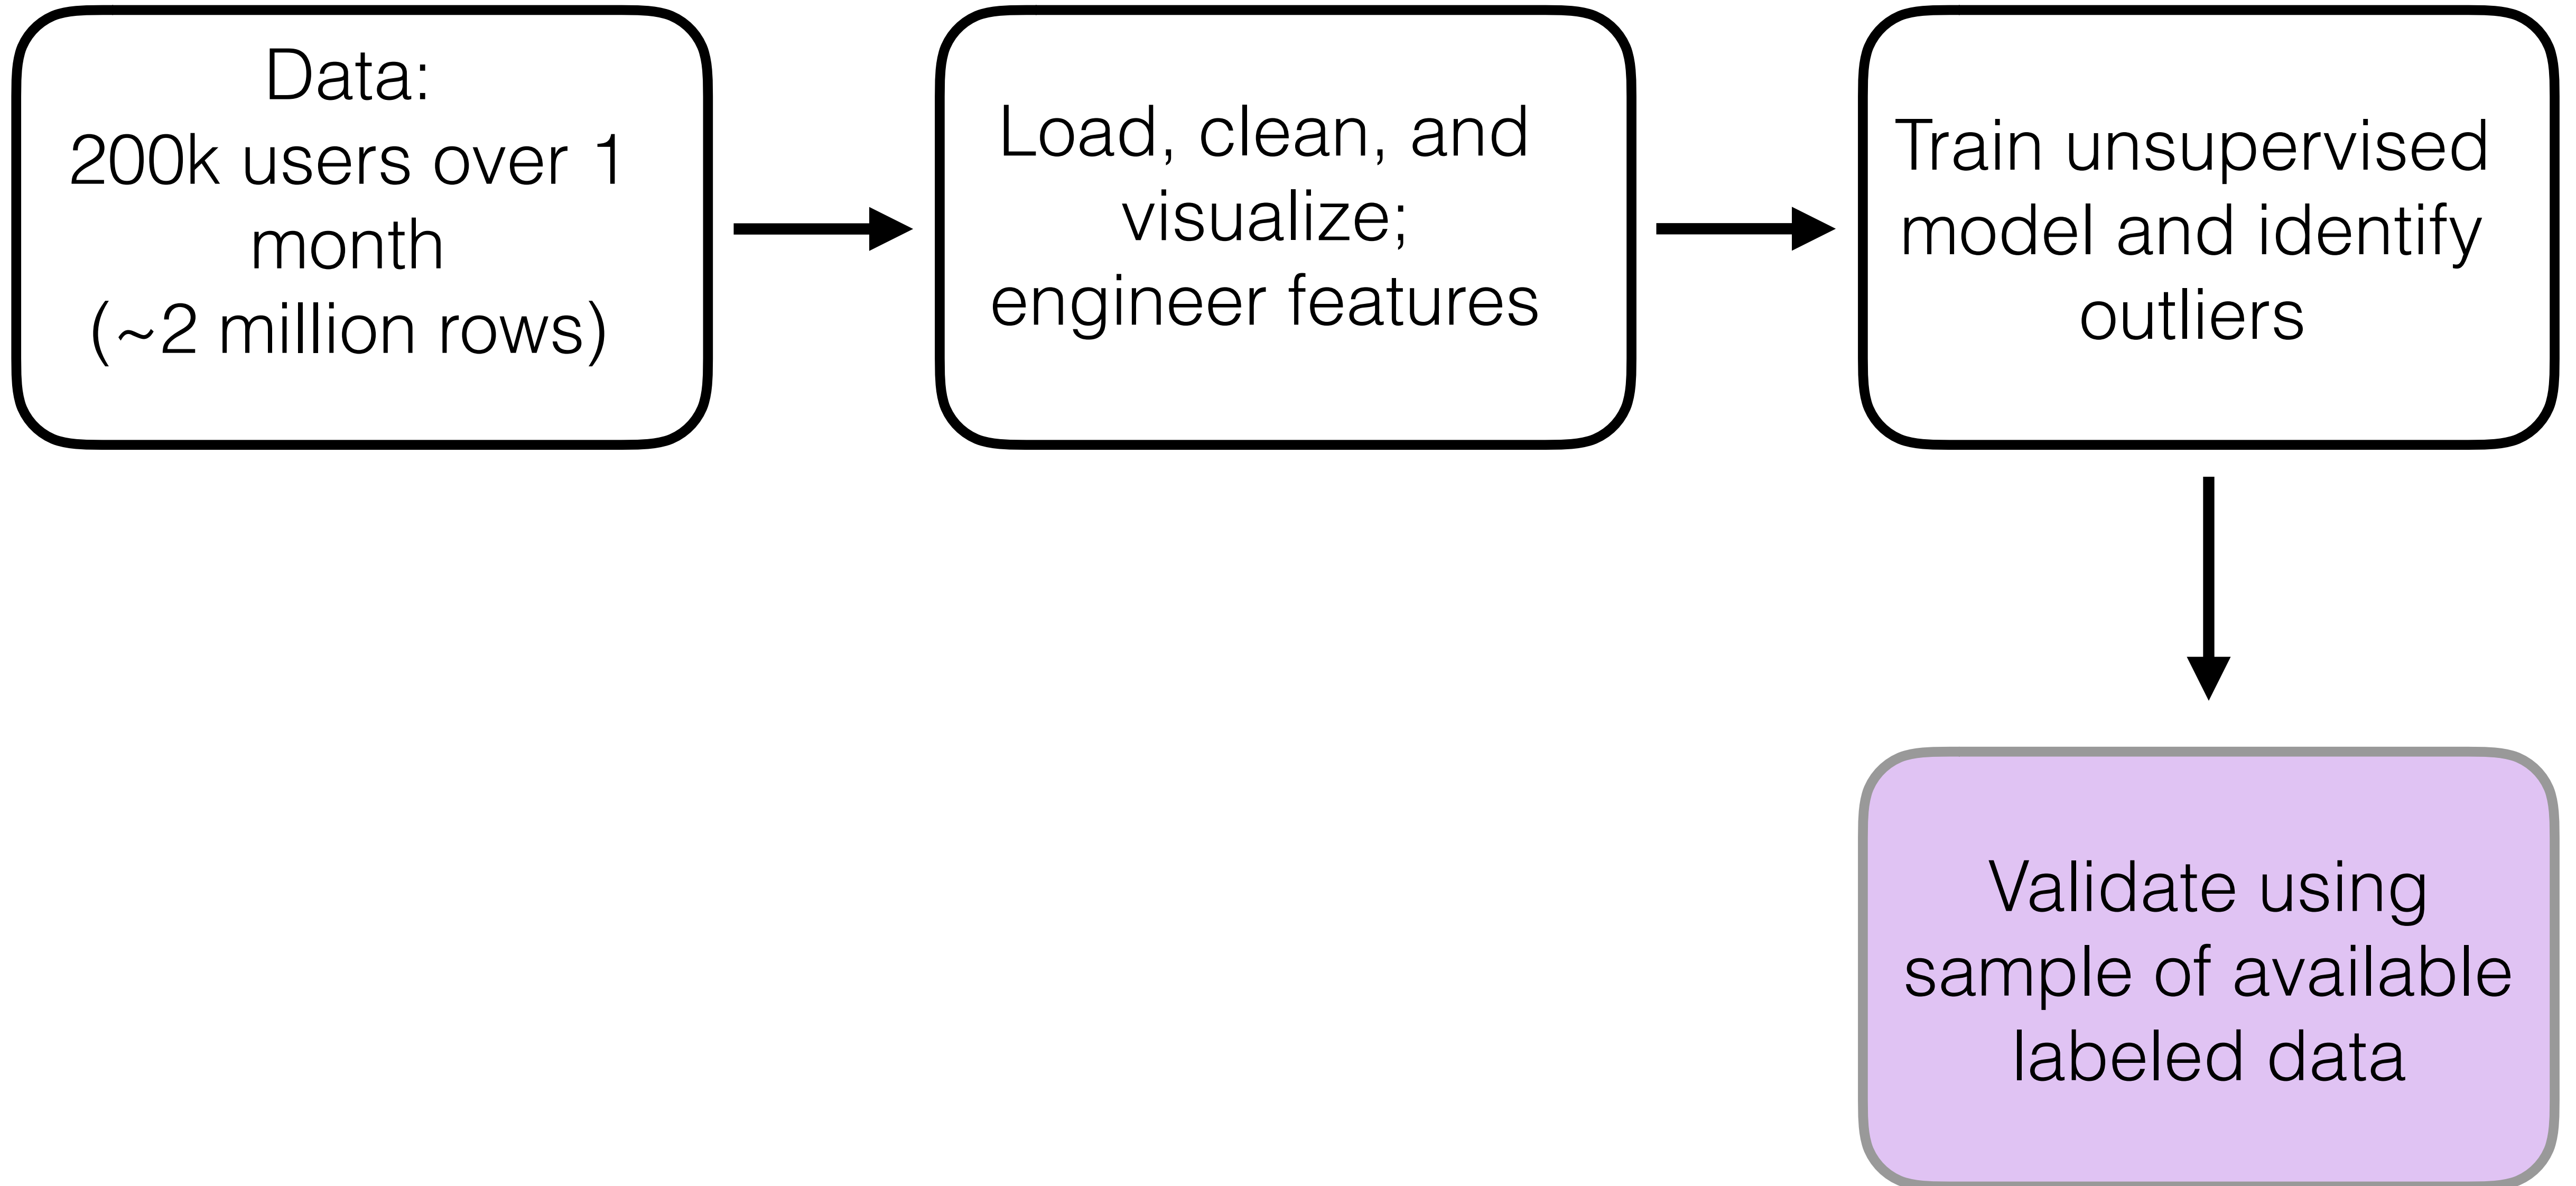 Data:
200k users over 1
month
(~2 million rows)
Load, clean, and
visualize;
engineer features
Train unsupervised
model and identify
outliers
Validate using
sample of available
labeled data